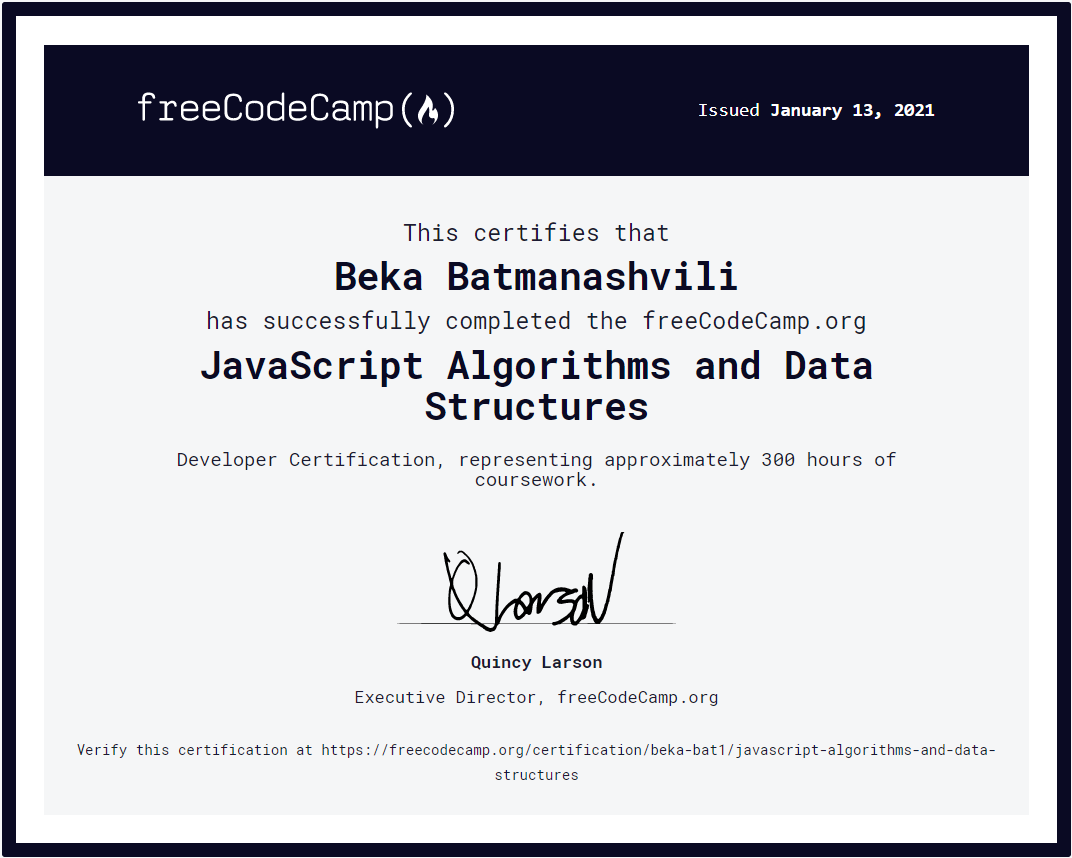 freeCodeCamp(🔥)
Issued January 13, 2021
This certifies that
Beka Batmanashvili
has successfully completed the freeCodeCamp.org
JavaScript Algorithms and Data
Structures
Developer Certification, representing approximately 300 hours of
coursework.
Q Larson
Quincy Larson
Executive Director, freeCodeCamp.org
Verify this certification at https://freecodecamp.org/certification/beka-bat1/javascript-algorithms-and-data-
structures